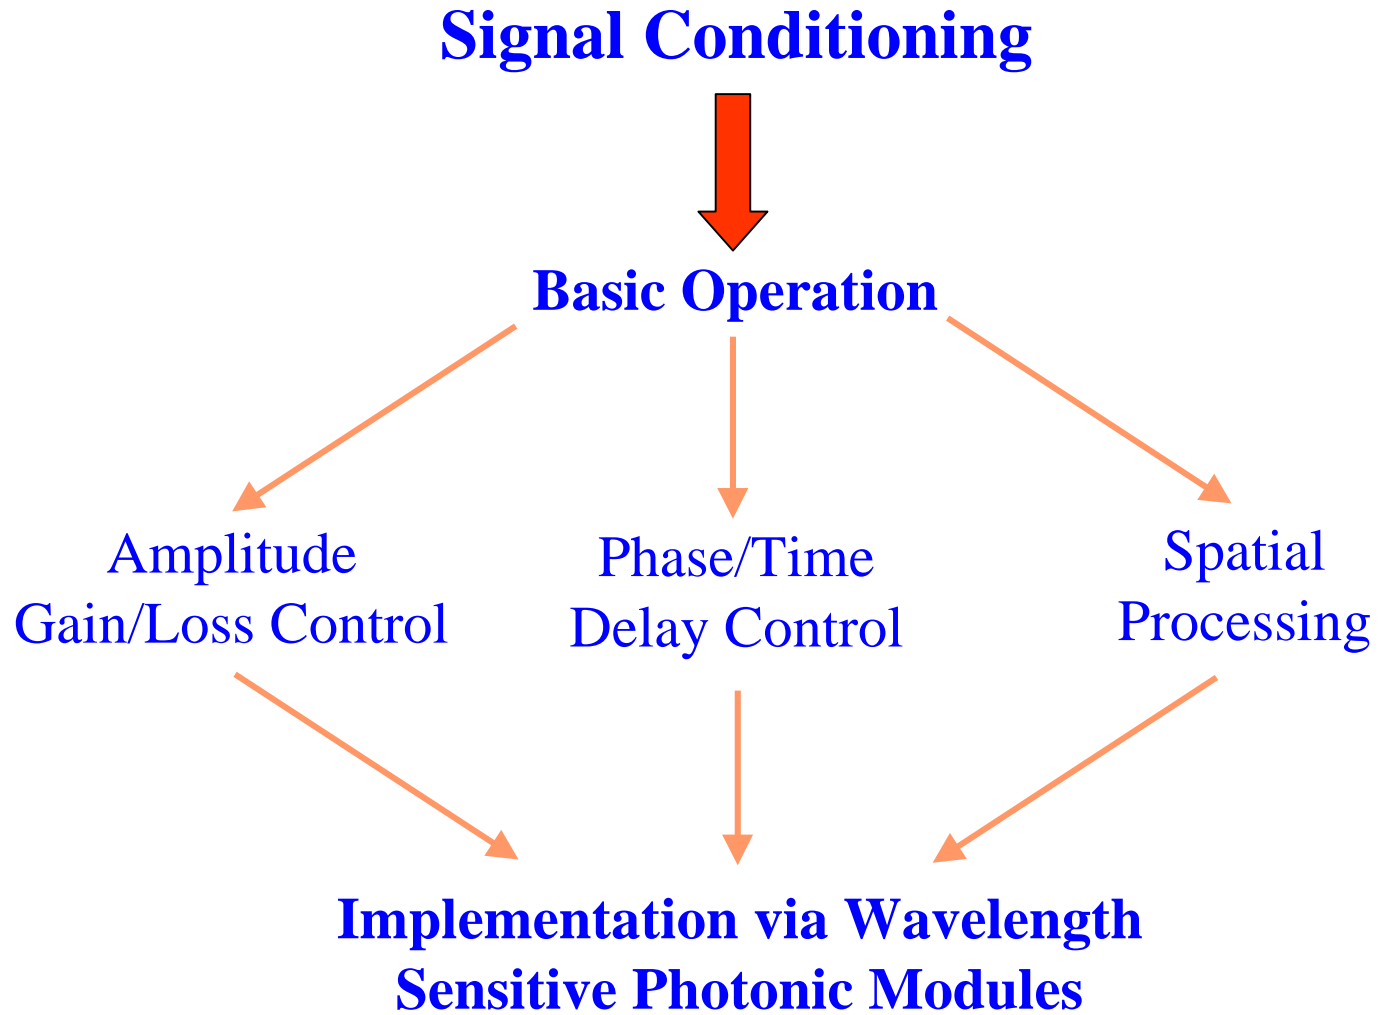 Signal Conditioning
Basic Operation
Amplitude
Gain/Loss Control
Phase/Time
Delay Control
Spatial
Processing
Implementation via Wavelength
Sensitive Photonic Modules